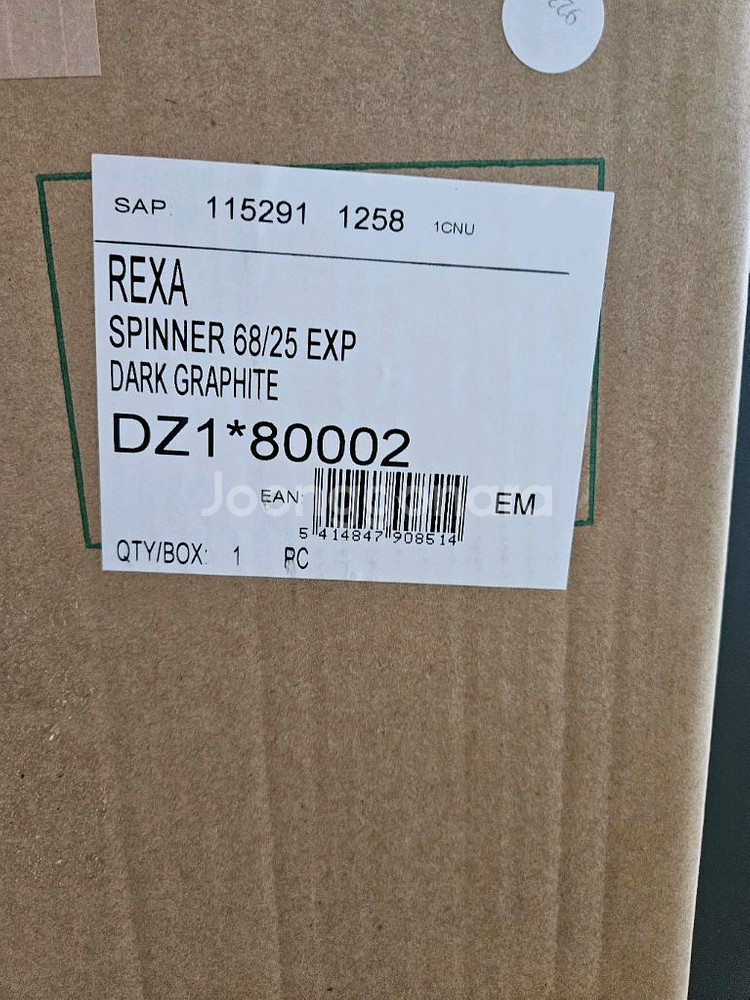 SAP. 115291 1258 1CNU
REXA
SPINNER 68/25 EXP
DARK GRAPHITE
DZ1*80002
EAN: EM
5 414847 908514
Joonggonara
QTY/BOX: 1 PC